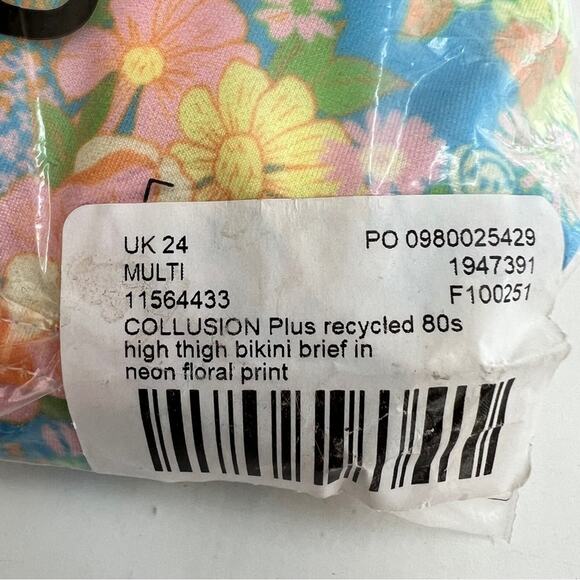 UK 24 PO 0980025429
MULTI 1947391
11564433 F100251
COLLUSION Plus recycled 80s
high thigh bikini brief in
neon floral print